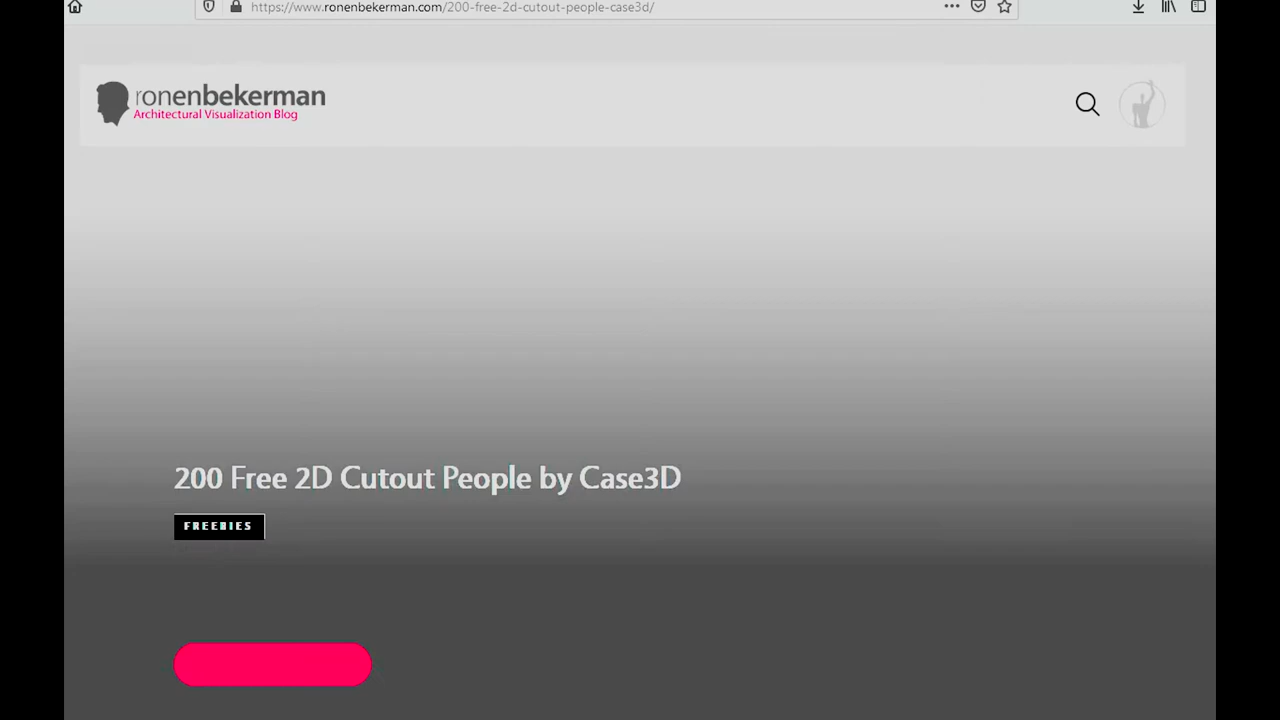 https://www.ronenbekerman.com/200-free-2d-cutout-people-case3d/
ronenbekerman
Architectural Visualization Blog
200 Free 2D Cutout People by Case3D
FREEBIES